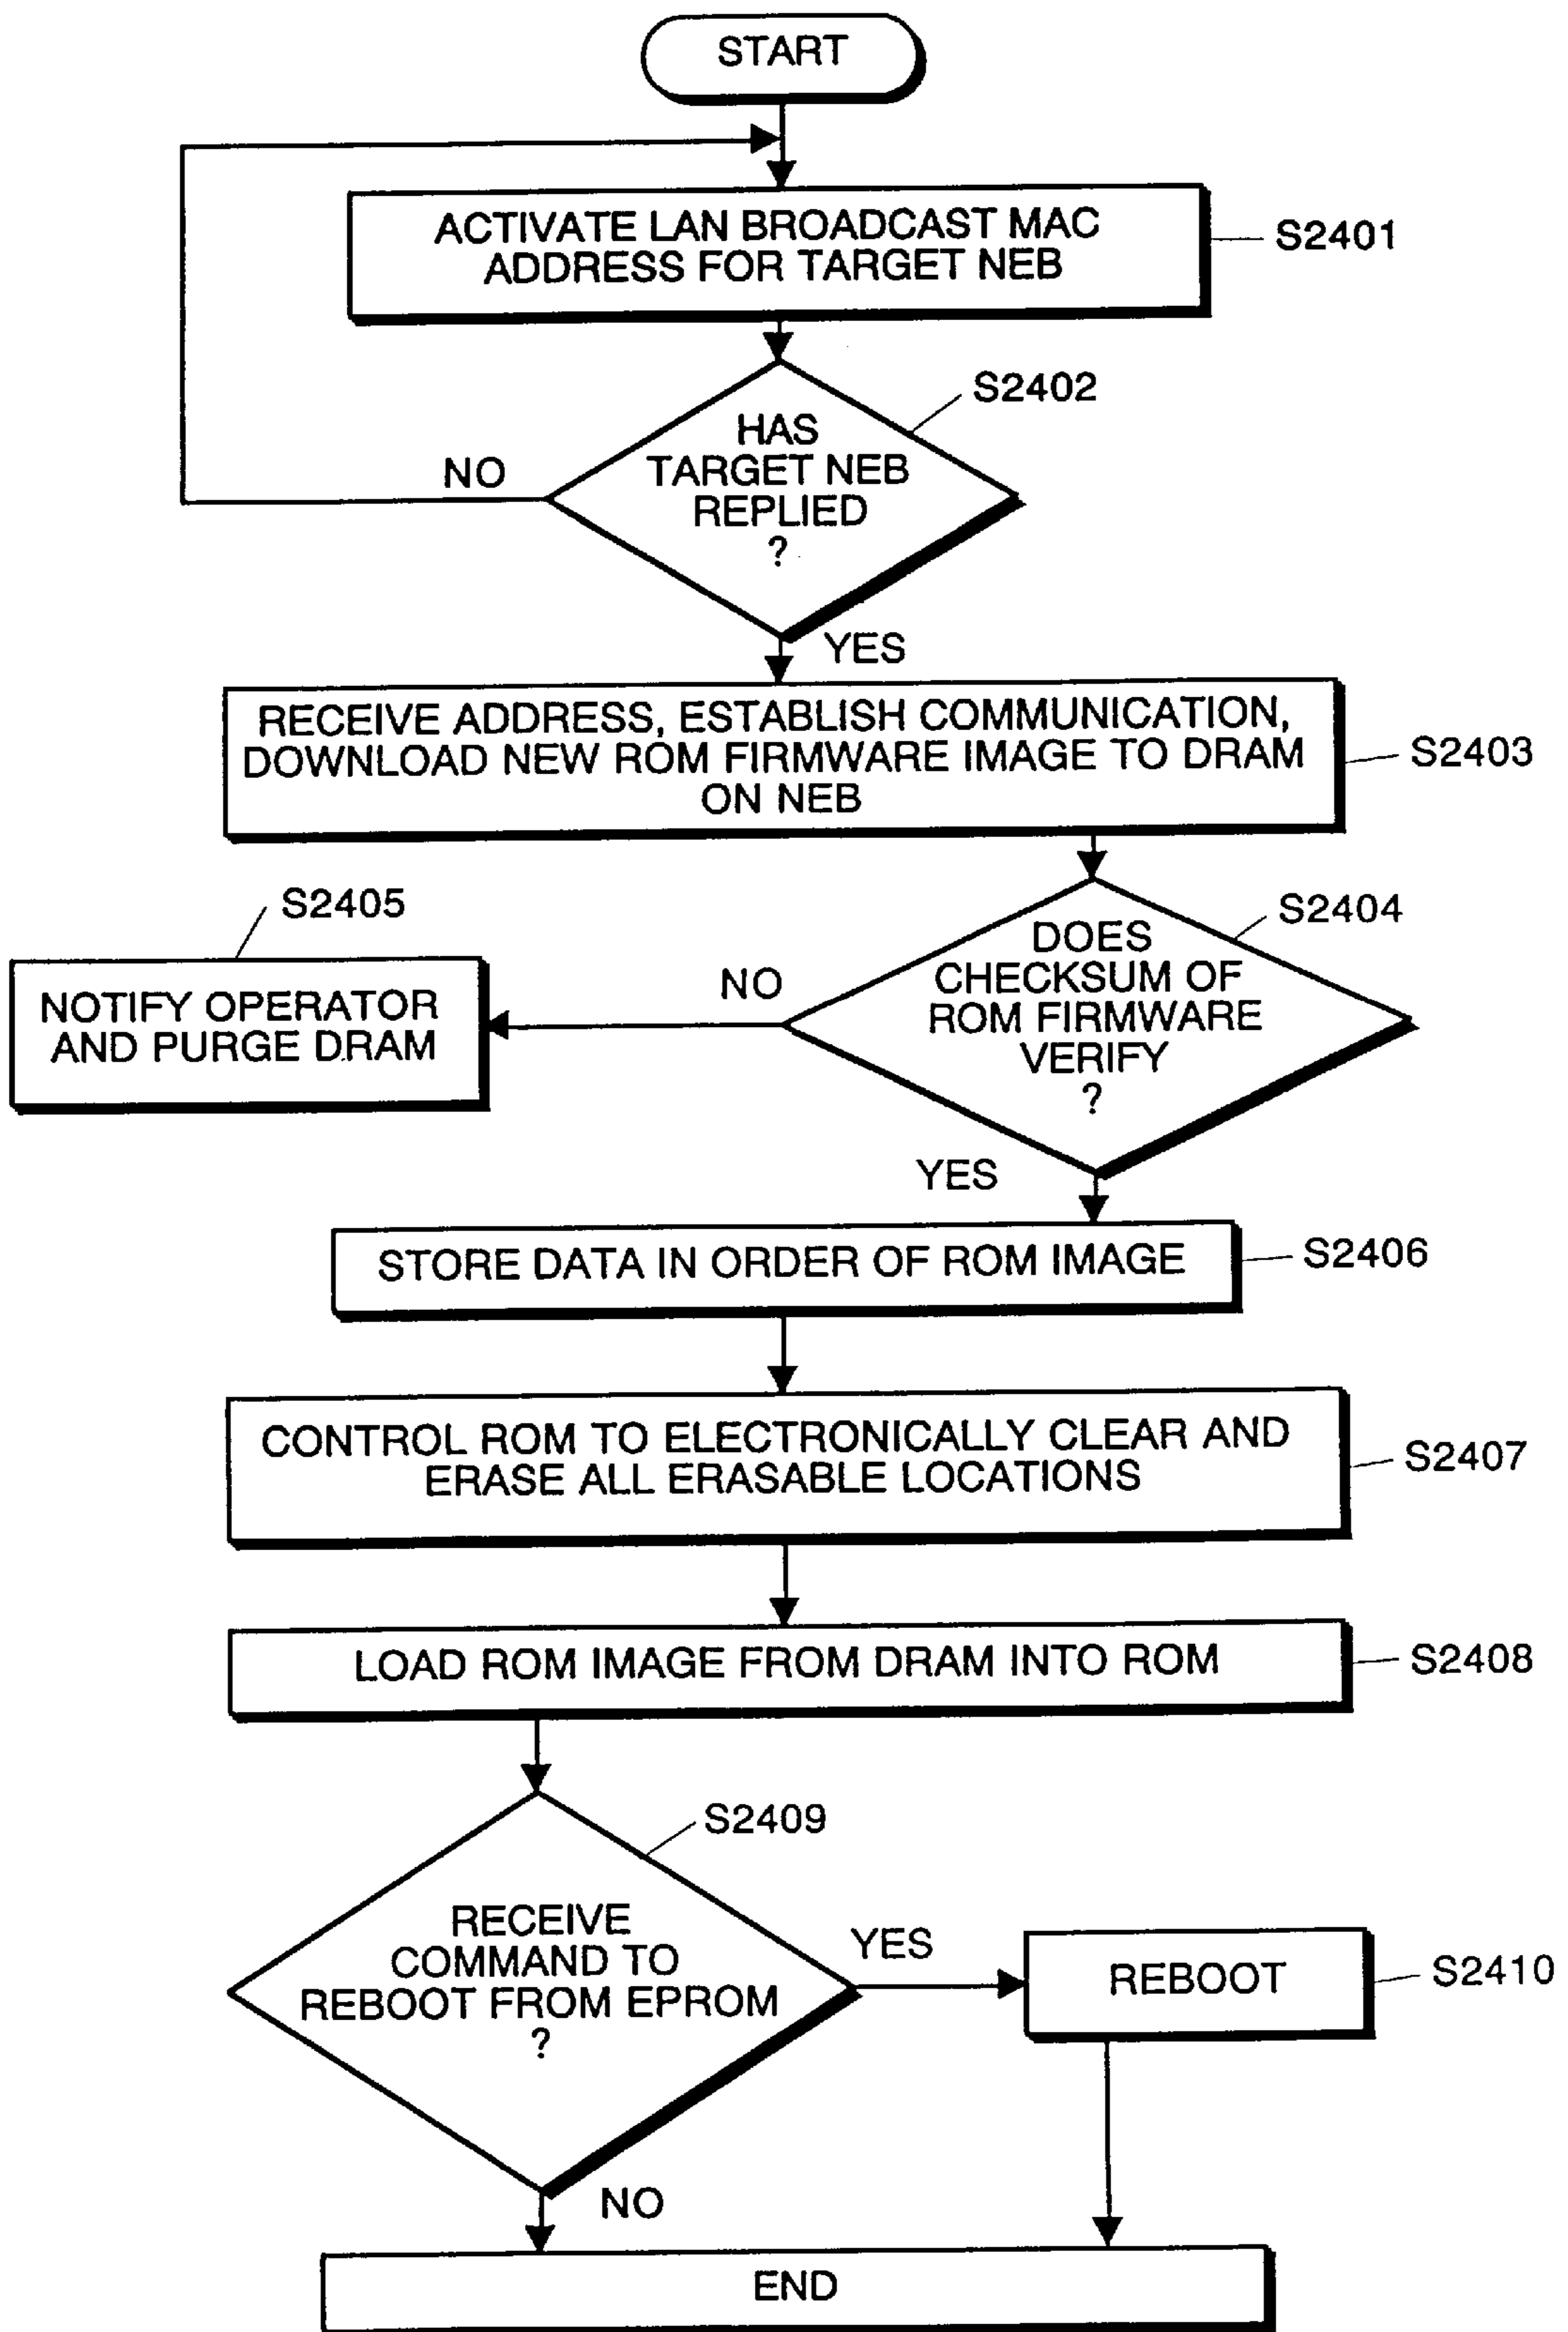 START
ACTIVATE LAN BROADCAST MAC
ADDRESS FOR TARGET NEB
S2401
S2402
HAS
TARGET NEB
REPLIED
?
NO
YES
RECEIVE ADDRESS, ESTABLISH COMMUNICATION,
DOWNLOAD NEW ROM FIRMWARE IMAGE TO DRAM
ON NEB
S2403
S2405
NOTIFY OPERATOR
AND PURGE DRAM
NO
S2404
DOES
CHECKSUM OF
ROM FIRMWARE
VERIFY
?
YES
STORE DATA IN ORDER OF ROM IMAGE
S2406
CONTROL ROM TO ELECTRONICALLY CLEAR AND
ERASE ALL ERASABLE LOCATIONS
S2407
LOAD ROM IMAGE FROM DRAM INTO ROM
S2408
S2409
RECEIVE
COMMAND TO
REBOOT FROM EPROM
?
YES
REBOOT
S2410
NO
END